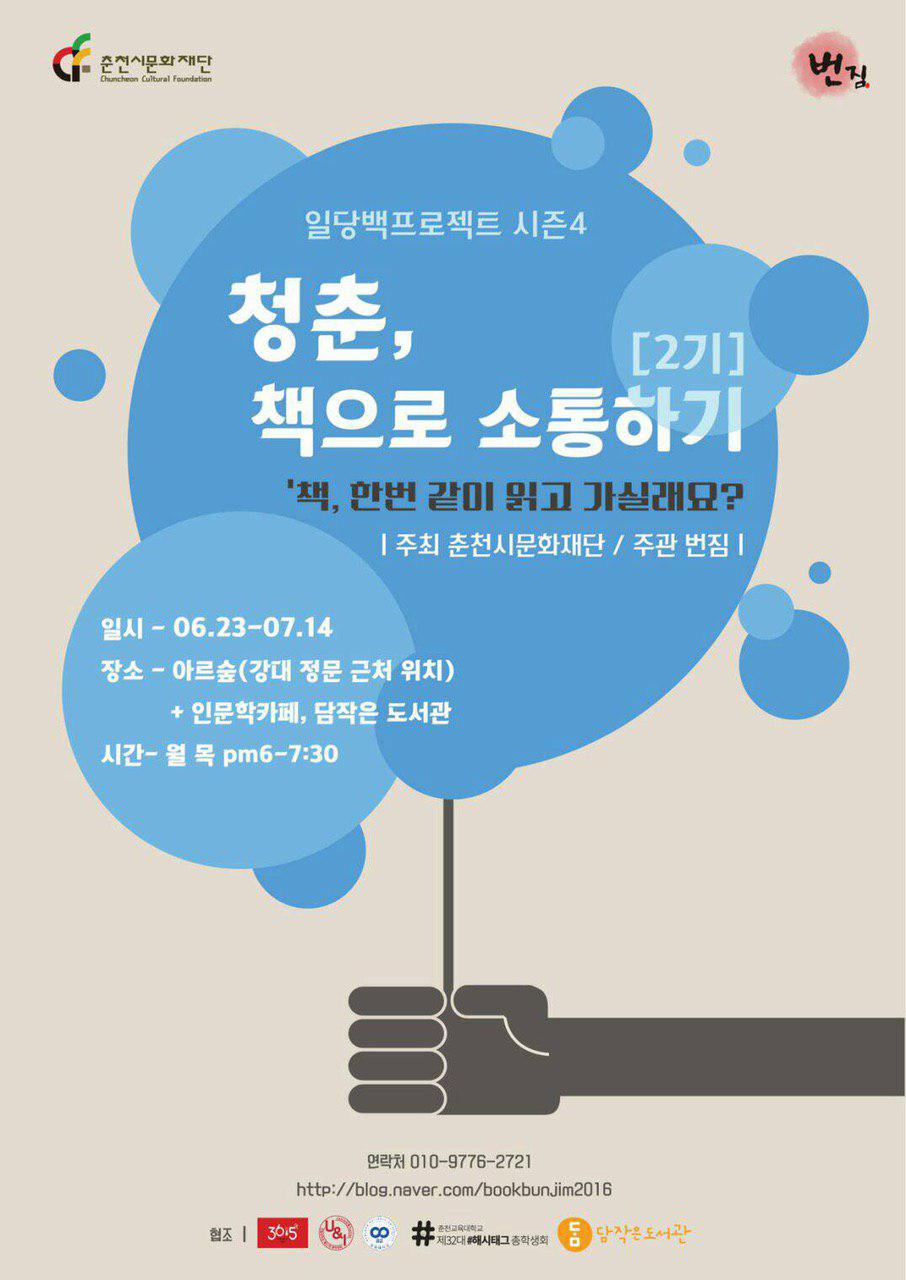 춘천시문화재단
Chuncheon Cultural Foundation
번짐
일당백프로젝트 시즌4
청춘,
[2기]
책으로 소통하기
'책, 한번 같이 읽고 가실래요?
| 주최 춘천시문화재단 / 주관 번짐 |
일시 - 06.23-07.14
장소 - 아르숲(강대 정문 근처 위치)
+ 인문학카페, 담작은 도서관
시간- 월 목 pm6-7:30
연락처 010-9776-2721
http://blog.naver.com/bookbunjim2016
협조 | 36.5° U&I
춘천교육대학교
제32대 #해시태그 총학생회
담작은도서관